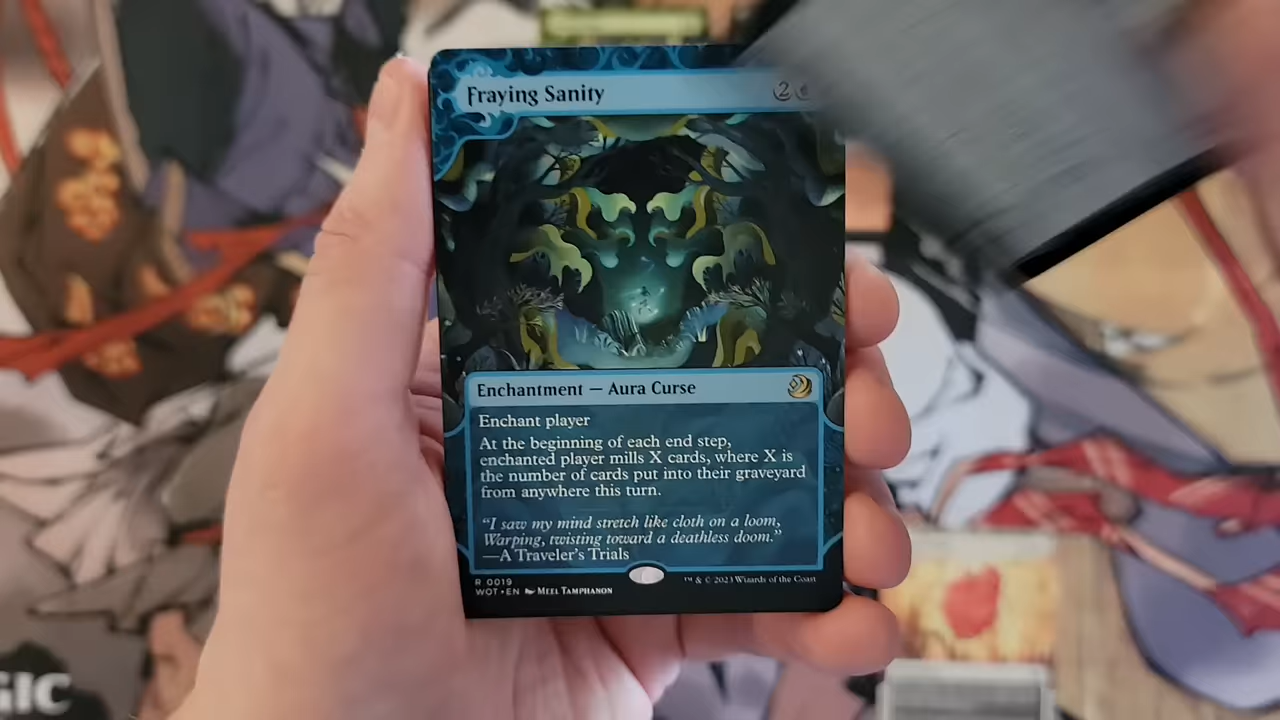 Fraying Sanity 2
Enchantment — Aura Curse
Enchant player
At the beginning of each end step,
enchanted player mills X cards, where X is
the number of cards put into their graveyard
from anywhere this turn.
“I saw my mind stretch like cloth on a loom,
Warping, twisting toward a deathless doom.”
—A Traveler’s Trials
R 0019
WOT • EN MEEL TAMPHANON
™ & © 2023 Wizards of the Coast
GIC